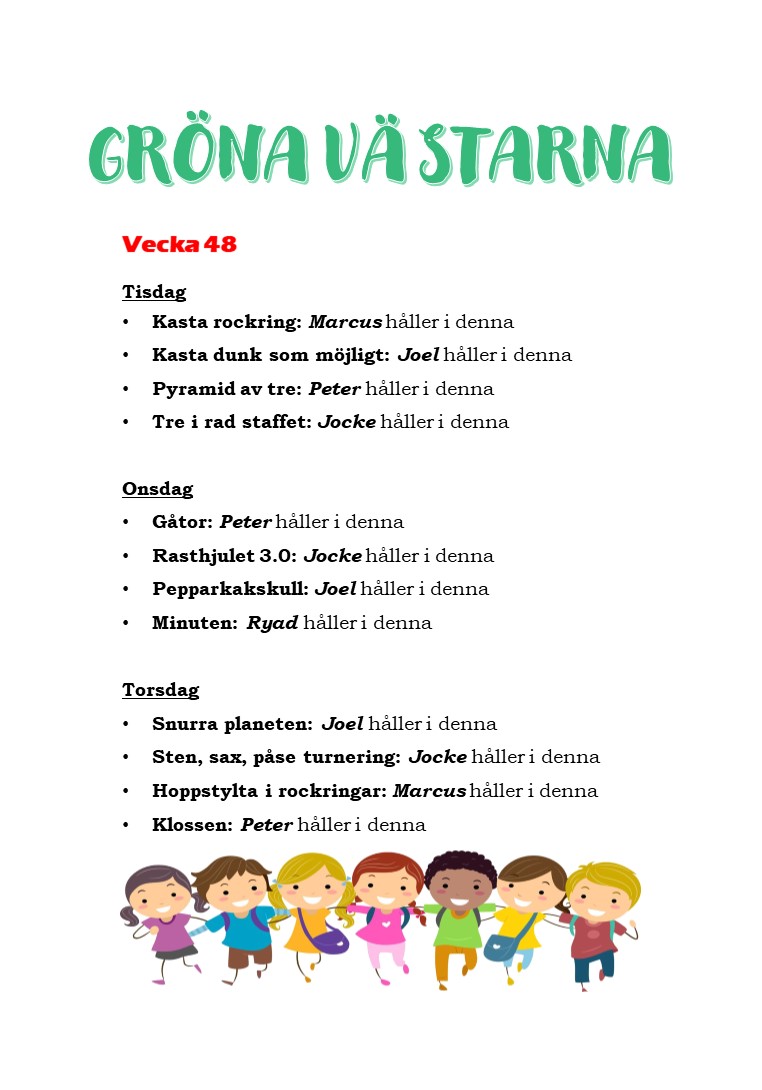 GRÖNA VÄSTARNA
Vecka 48
Tisdag
• Kasta rockring: Marcus håller i denna
• Kasta dunk som möjligt: Joel håller i denna
• Pyramid av tre: Peter håller i denna
• Tre i rad staffet: Jocke håller i denna
Onsdag
• Gåtor: Peter håller i denna
• Rasthjulet 3.0: Jocke håller i denna
• Pepparkakskull: Joel håller i denna
• Minuten: Ryad håller i denna
Torsdag
• Snurra planeten: Joel håller i denna
• Sten, sax, påse turnering: Jocke håller i denna
• Hoppstylta i rockringar: Marcus håller i denna
• Klossen: Peter håller i denna